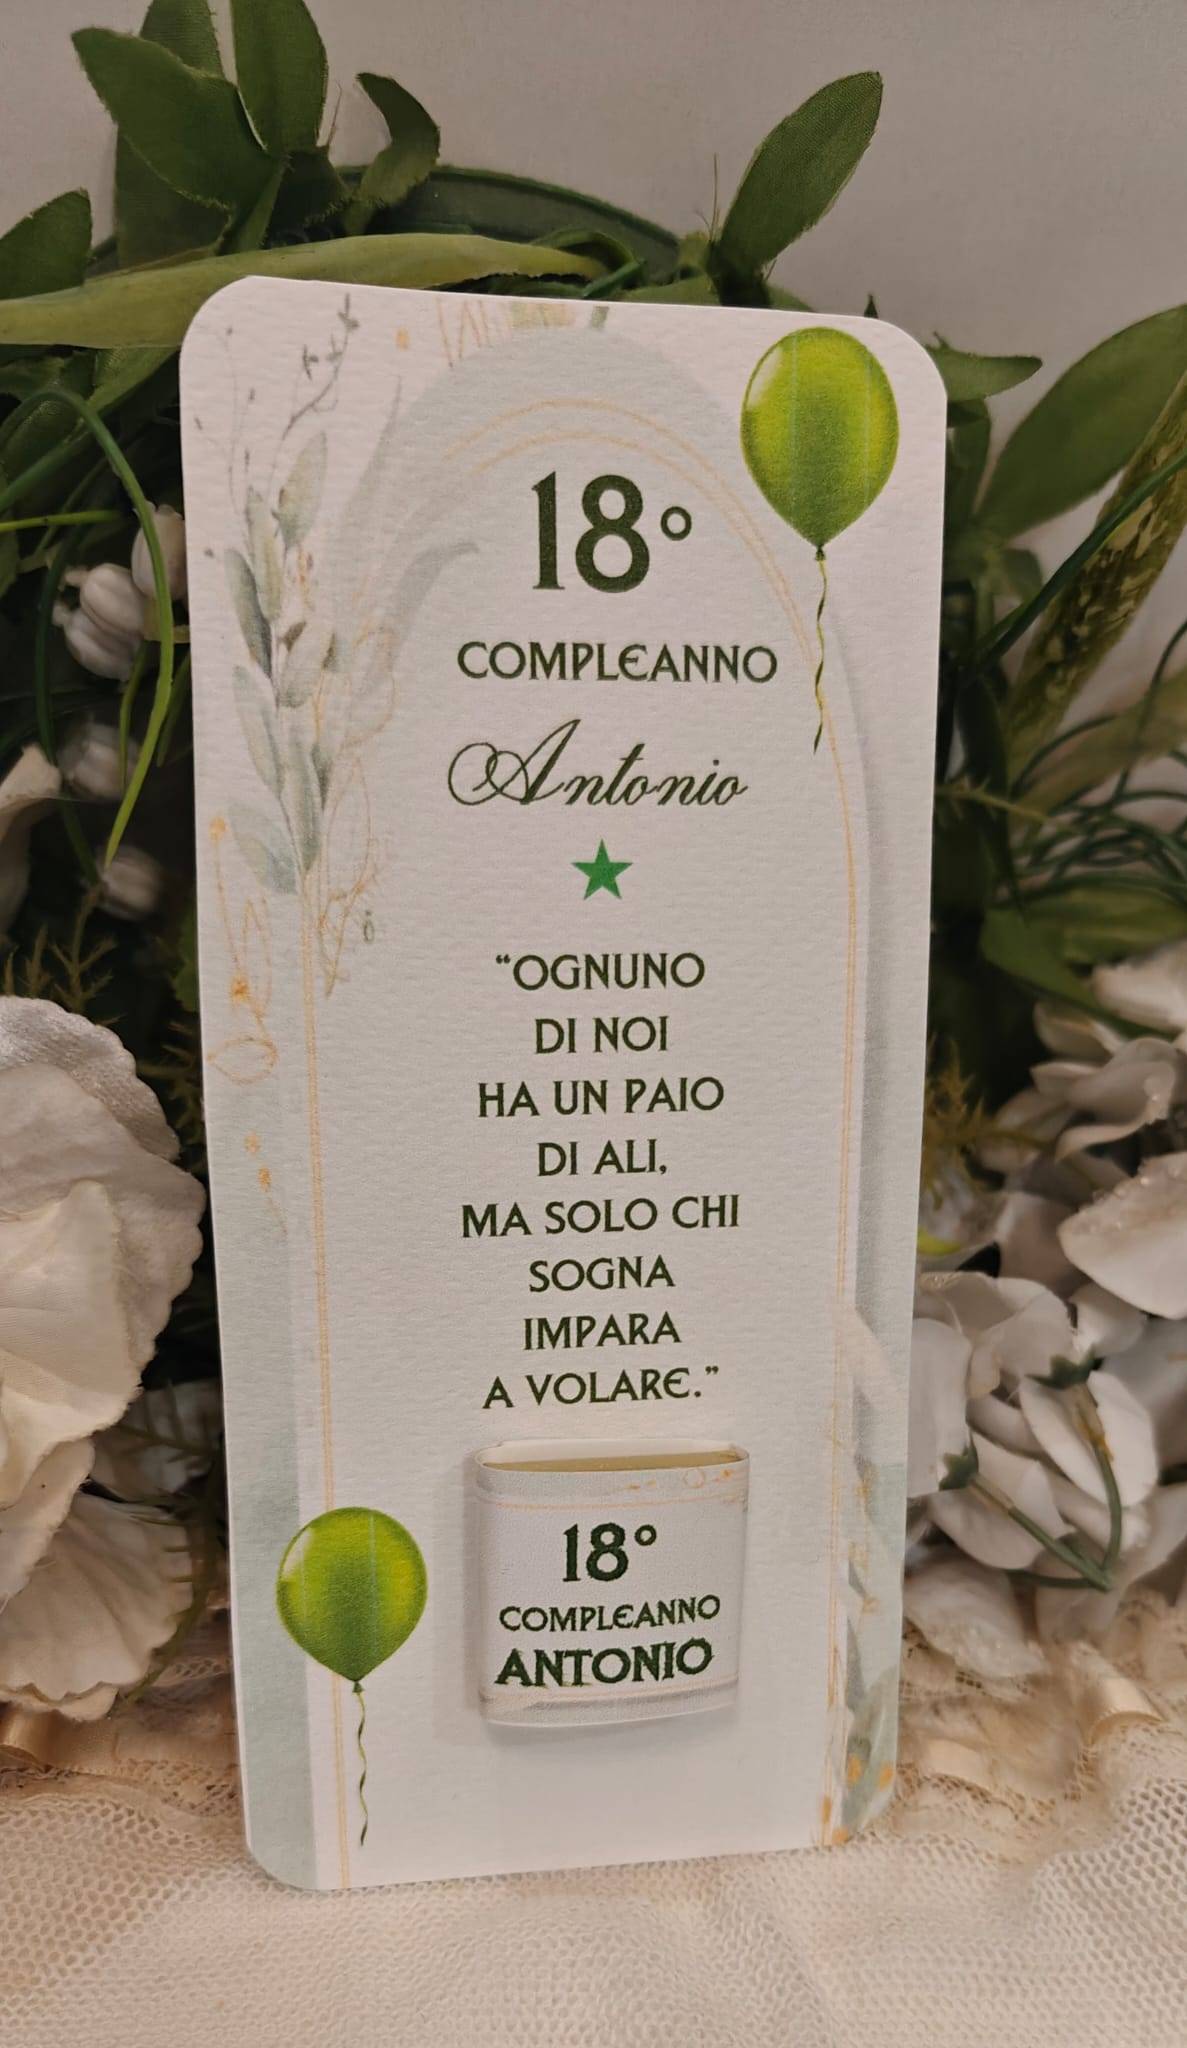 18°
COMPLEANNO
Antonio
“OGNUNO
DI NOI
HA UN PAIO
DI ALI,
MA SOLO CHI
SOGNA
IMPARA
A VOLARE.”
18°
COMPLEANNO
ANTONIO